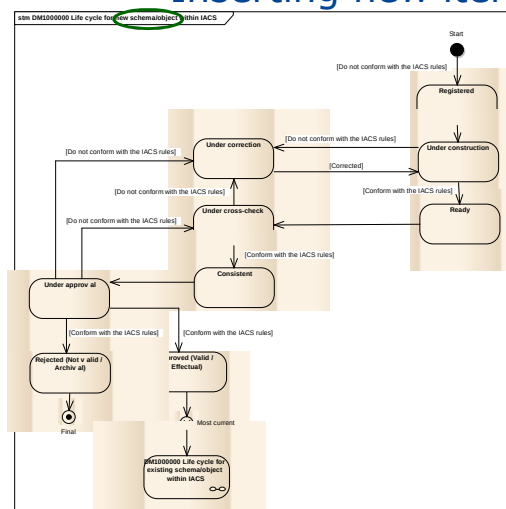 Inserting new item
stm DM1000000 Life cycle for new schema/object within IACS
Start
[Do not conform with the IACS rules]
Registered
[Do not conform with the IACS rules]
Under correction
Under construction
[Do not conform with the IACS rules]
[Corrected]
[Do not conform with the IACS rules]
[Conform with the IACS rules]
Under cross-check
Ready
[Do not conform with the IACS rules]
[Conform with the IACS rules]
Consistent
Under approv al
[Conform with the IACS rules]
[Conform with the IACS rules]
Rejected (Not v alid /
Archiv al)
roved (Valid /
Effectual)
Most current
Final
DM1000000 Life cycle for
existing schema/object
within IACS